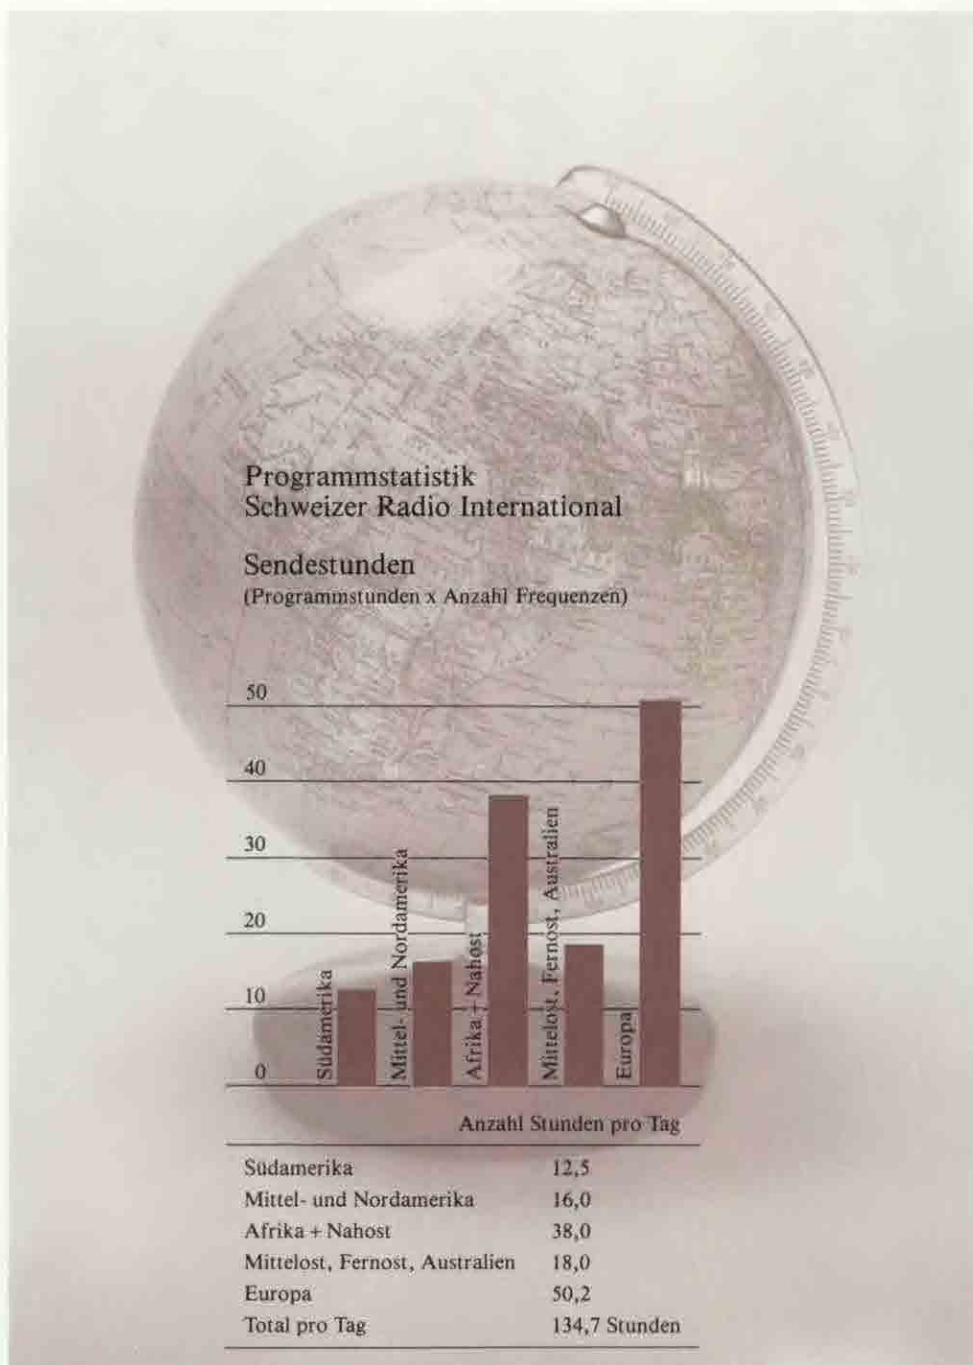 Programmstatistik
Schweizer Radio International
Sendestunden
(Programmstunden x Anzahl Frequenzen)
50
40
30
20
10
0
Südamerika
Mittel- und Nordamerika
Afrika + Nahost
Mittelost, Fernost, Australien
Europa
Anzahl Stunden pro Tag
Südamerika 12,5
Mittel- und Nordamerika 16,0
Afrika + Nahost 38,0
Mittelost, Fernost, Australien 18,0
Europa 50,2
Total pro Tag 134,7 Stunden